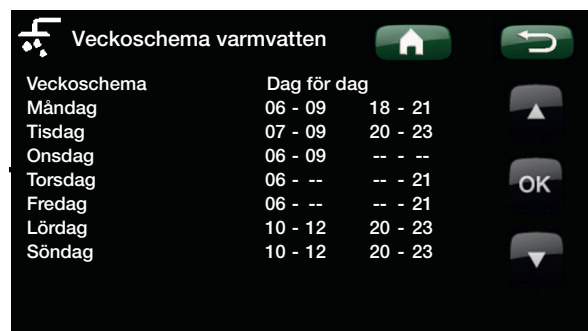 Veckoschema varmvatten
Veckoschema Dag för dag
Måndag 06 - 09 18 - 21
Tisdag 07 - 09 20 - 23
Onsdag 06 - 09 -- - --
Torsdag 06 - -- -- - 21
Fredag 06 - -- -- - 21
Lördag 10 - 12 20 - 23
Söndag 10 - 12 20 - 23
OK